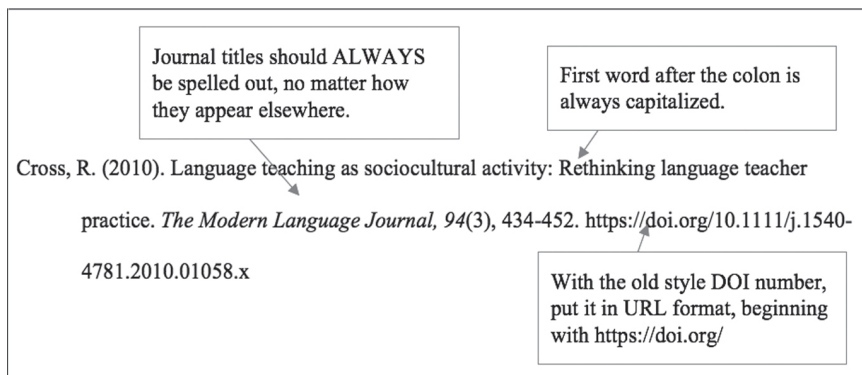 Journal titles should ALWAYS
be spelled out, no matter how
they appear elsewhere.
First word after the colon is
always capitalized.
Cross, R. (2010). Language teaching as sociocultural activity: Rethinking language teacher
practice. The Modern Language Journal, 94(3), 434-452. https://doi.org/10.1111/j.1540-
4781.2010.01058.x
With the old style DOI number,
put it in URL format, beginning
with https://doi.org/